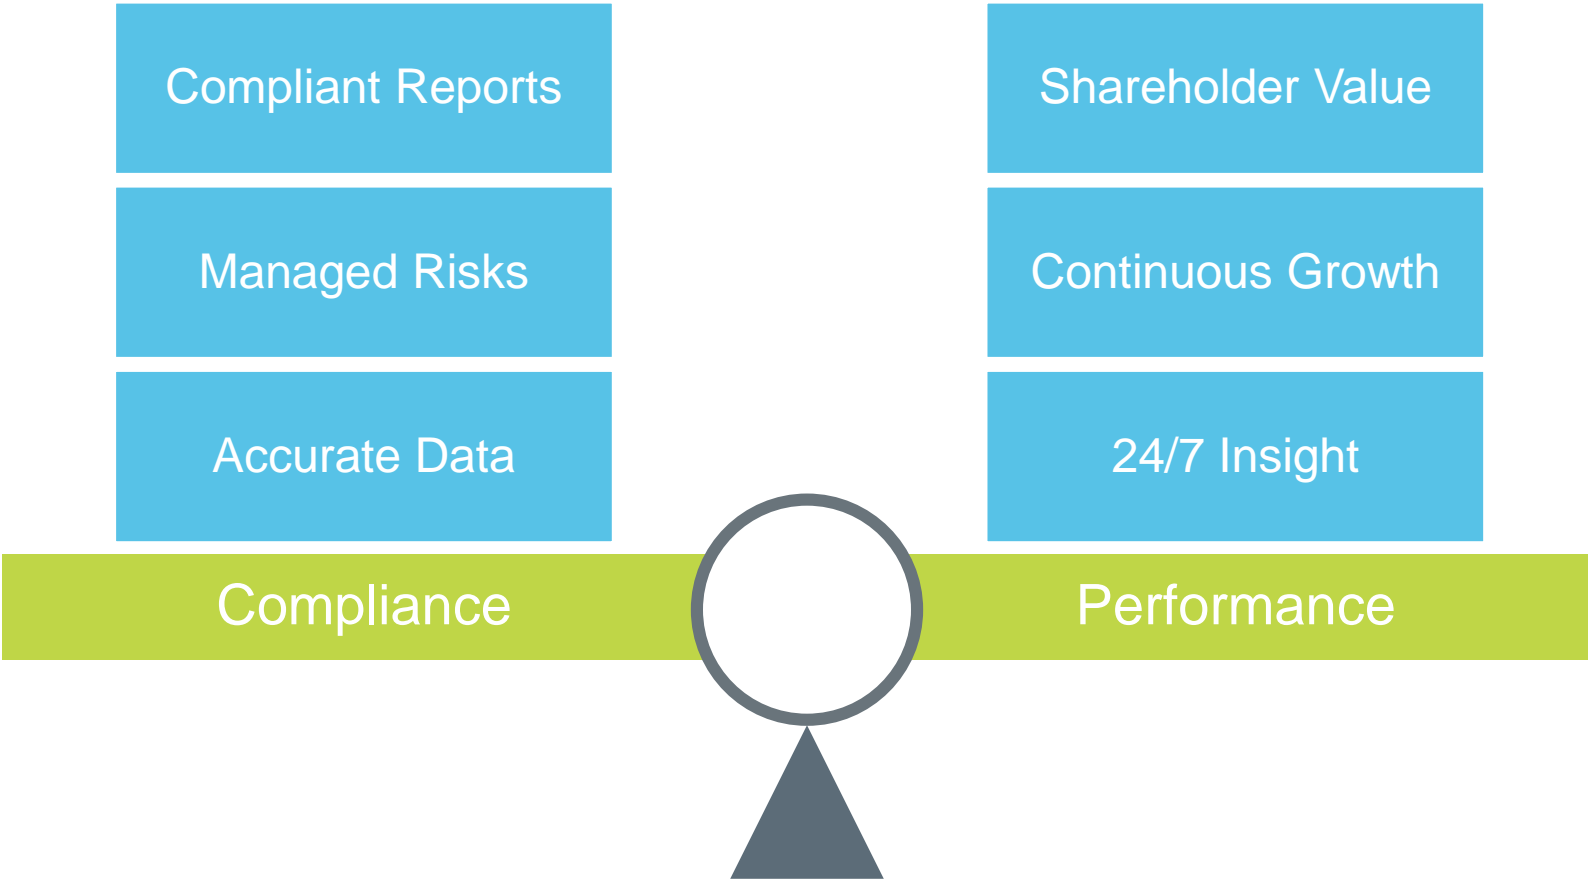 Compliant Reports
Managed Risks
Accurate Data
Compliance
Shareholder Value
Continuous Growth
24/7 Insight
Performance